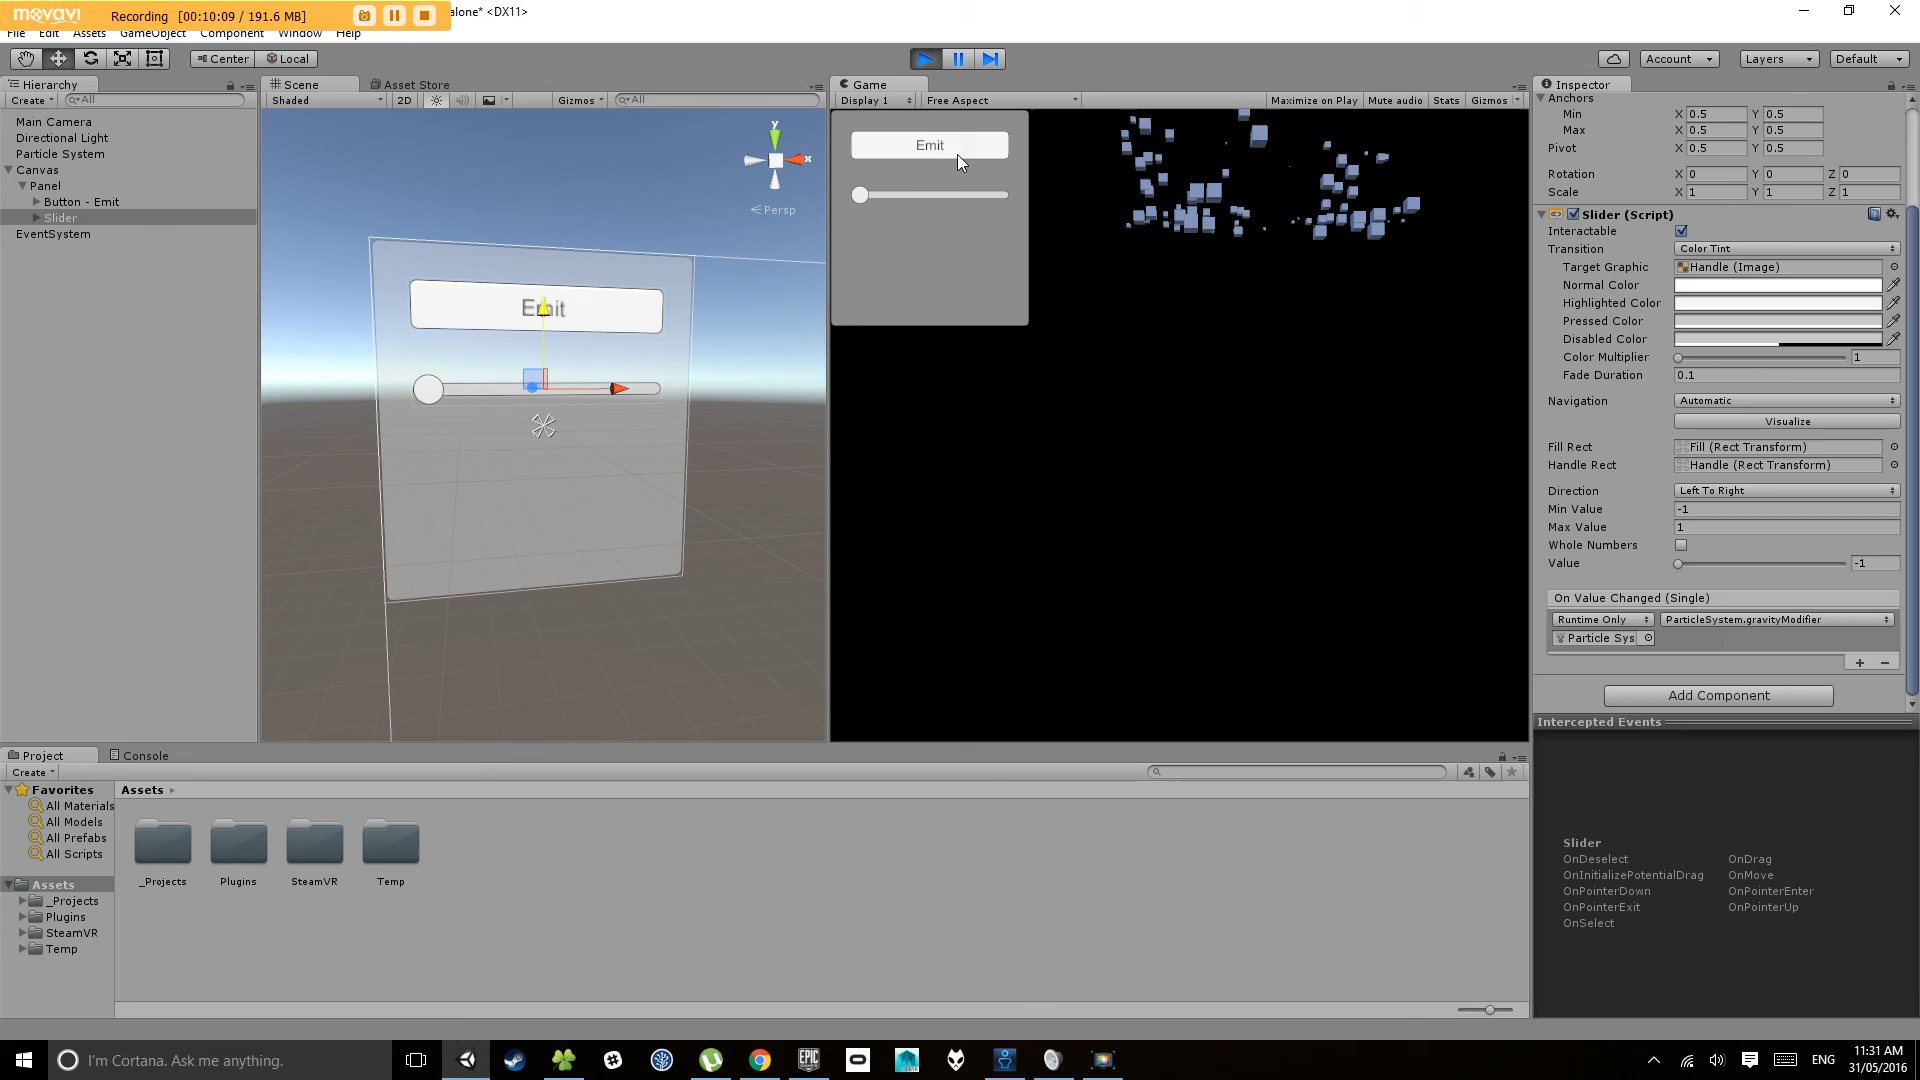 movavi Recording [00:10:09 / 191.6 MB] alone* <DX11>
File Edit Assets GameObject Component Window Help
Center Local Account Layers Default
Hierarchy
Create All
Main Camera
Directional Light
Particle System
Canvas
Panel
Button - Emit
Slider
EventSystem
Scene Asset Store
Shaded 2D Gizmos All
y
x
Persp
Emit
Game
Display 1 Free Aspect Maximize on Play Mute audio Stats Gizmos
Emit
Inspector
Anchors
Min X 0.5 Y 0.5
Max X 0.5 Y 0.5
Pivot X 0.5 Y 0.5
Rotation X 0 Y 0 Z 0
Scale X 1 Y 1 Z 1
Slider (Script)
Interactable
Transition Color Tint
Target Graphic Handle (Image)
Normal Color
Highlighted Color
Pressed Color
Disabled Color
Color Multiplier 1
Fade Duration 0.1
Navigation Automatic
Visualize
Fill Rect Fill (Rect Transform)
Handle Rect Handle (Rect Transform)
Direction Left To Right
Min Value -1
Max Value 1
Whole Numbers
Value -1
On Value Changed (Single)
Runtime Only ParticleSystem.gravityModifier
Particle Sys
Add Component
Intercepted Events
Slider
OnDeselect OnDrag
OnInitializePotentialDrag OnMove
OnPointerDown OnPointerEnter
OnPointerExit OnPointerUp
OnSelect
Project Console
Create
Favorites
All Materials
All Models
All Prefabs
All Scripts
Assets
_Projects
Plugins
SteamVR
Temp
Assets
_Projects Plugins SteamVR Temp
I'm Cortana. Ask me anything.
EPIC
ENG
11:31 AM
31/05/2016